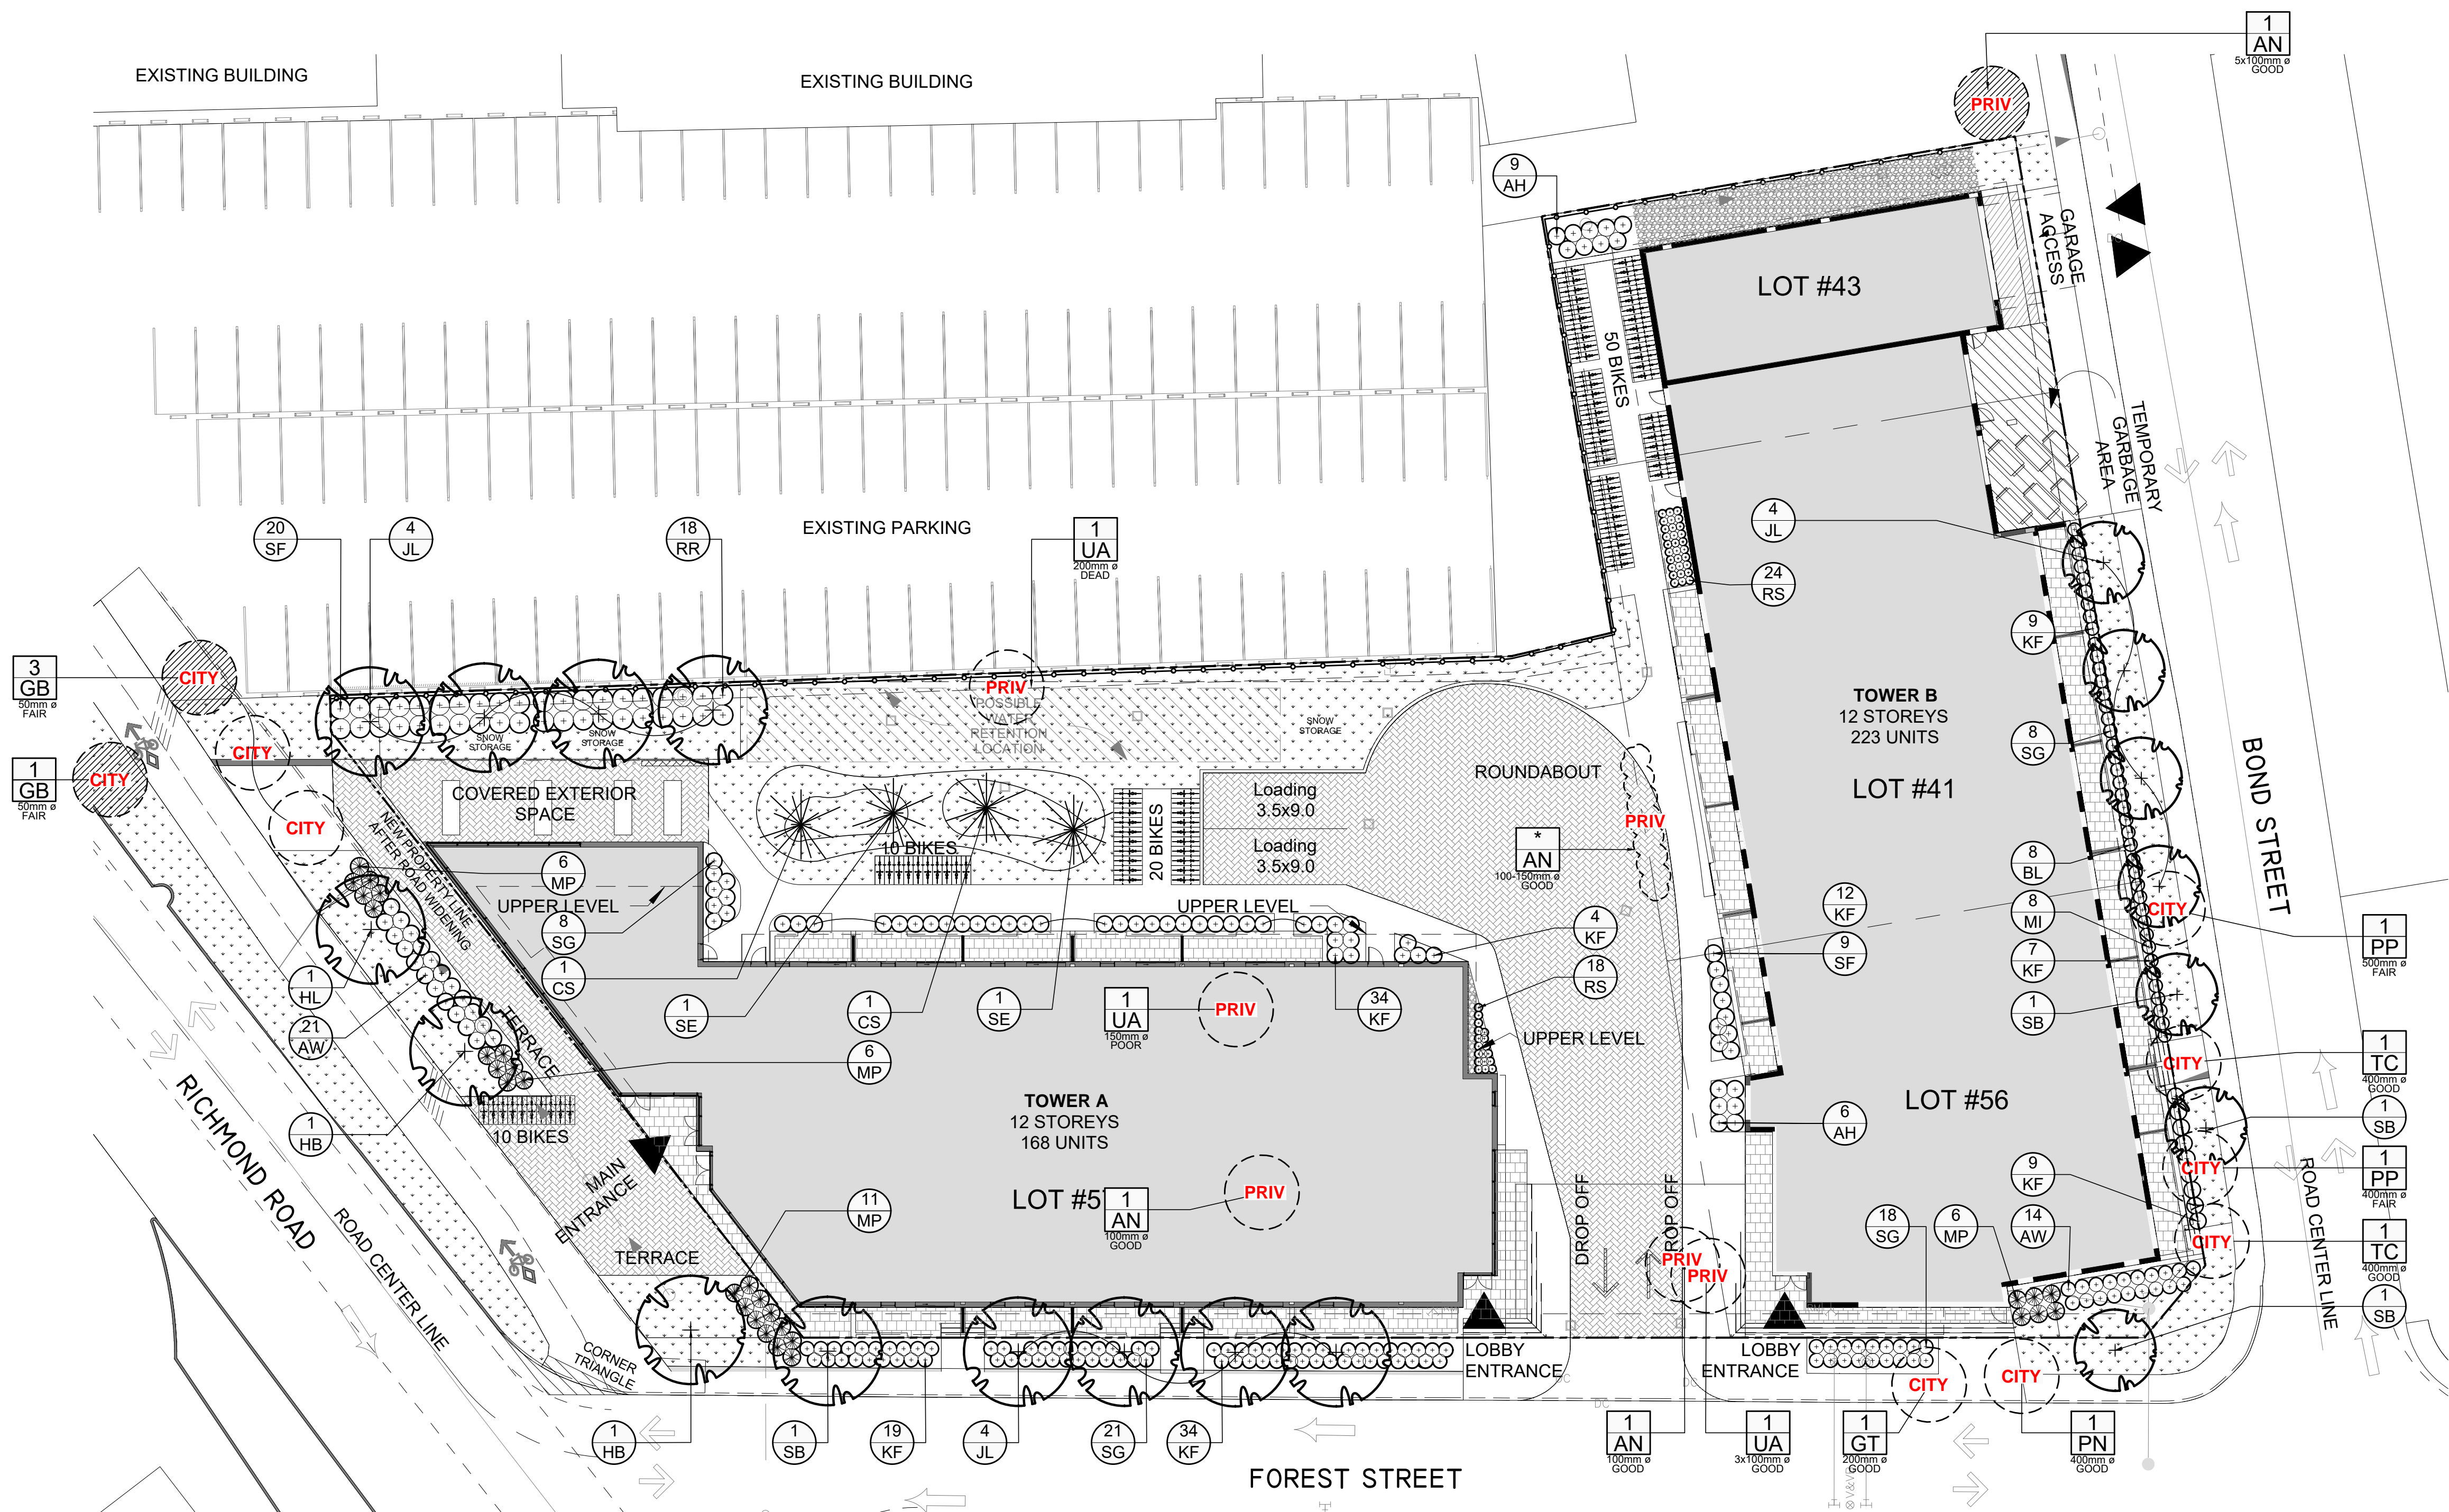 1
AN
5x100mm ø
GOOD
EXISTING BUILDING
EXISTING BUILDING
PRIV
9
AH
GARAGE
ACCESS
LOT #43
50 BIKES
TEMPORARY
GARBAGE
AREA
20
SF
4
JL
18
RR
EXISTING PARKING
1
UA
200mm ø
DEAD
4
JL
24
RS
9
KF
3
GB
50mm ø
FAIR
CITY
CITY
PRIV
POSSIBLE
WATER
RETENTION
LOCATION
SNOW
STORAGE
SNOW
STORAGE
SNOW
STORAGE
TOWER B
12 STOREYS
223 UNITS
8
SG
LOT #41
BOND STREET
1
GB
50mm ø
FAIR
CITY
CITY
COVERED EXTERIOR
SPACE
NEW PROPERTY LINE
AFTER ROAD WIDENING
ROUNDABOUT
Loading
3.5x9.0
Loading
3.5x9.0
10 BIKES
20 BIKES
PRIV
*
AN
100-150mm ø
GOOD
6
MP
UPPER LEVEL
8
SG
1
CS
UPPER LEVEL
8
BL
12
KF
9
SF
8
MI
7
KF
1
SB
CITY
1
PP
500mm ø
FAIR
4
KF
18
RS
1
HL
21
AW
TERRACE
1
SE
1
CS
1
SE
1
UA
150mm ø
POOR
PRIV
34
KF
UPPER LEVEL
CITY
1
TC
400mm ø
GOOD
6
MP
RICHMOND ROAD
1
HB
10 BIKES
TOWER A
12 STOREYS
168 UNITS
LOT #56
6
AH
1
SB
CITY
1
PP
400mm ø
FAIR
MAIN
ENTRANCE
11
MP
LOT #5
1
AN
100mm ø
GOOD
PRIV
DROP OFF
DROP OFF
9
KF
18
SG
6
MP
14
AW
CITY
1
TC
400mm ø
GOOD
ROAD CENTER LINE
ROAD CENTER LINE
TERRACE
PRIV
PRIV
1
SB
CORNER
TRIANGLE
LOBBY
ENTRANCE
LOBBY
ENTRANCE
CITY
CITY
DC
DC
DC
1
HB
1
SB
19
KF
4
JL
21
SG
34
KF
1
AN
100mm ø
GOOD
1
UA
3x100mm ø
GOOD
1
GT
200mm ø
GOOD
1
PN
400mm ø
GOOD
FOREST STREET